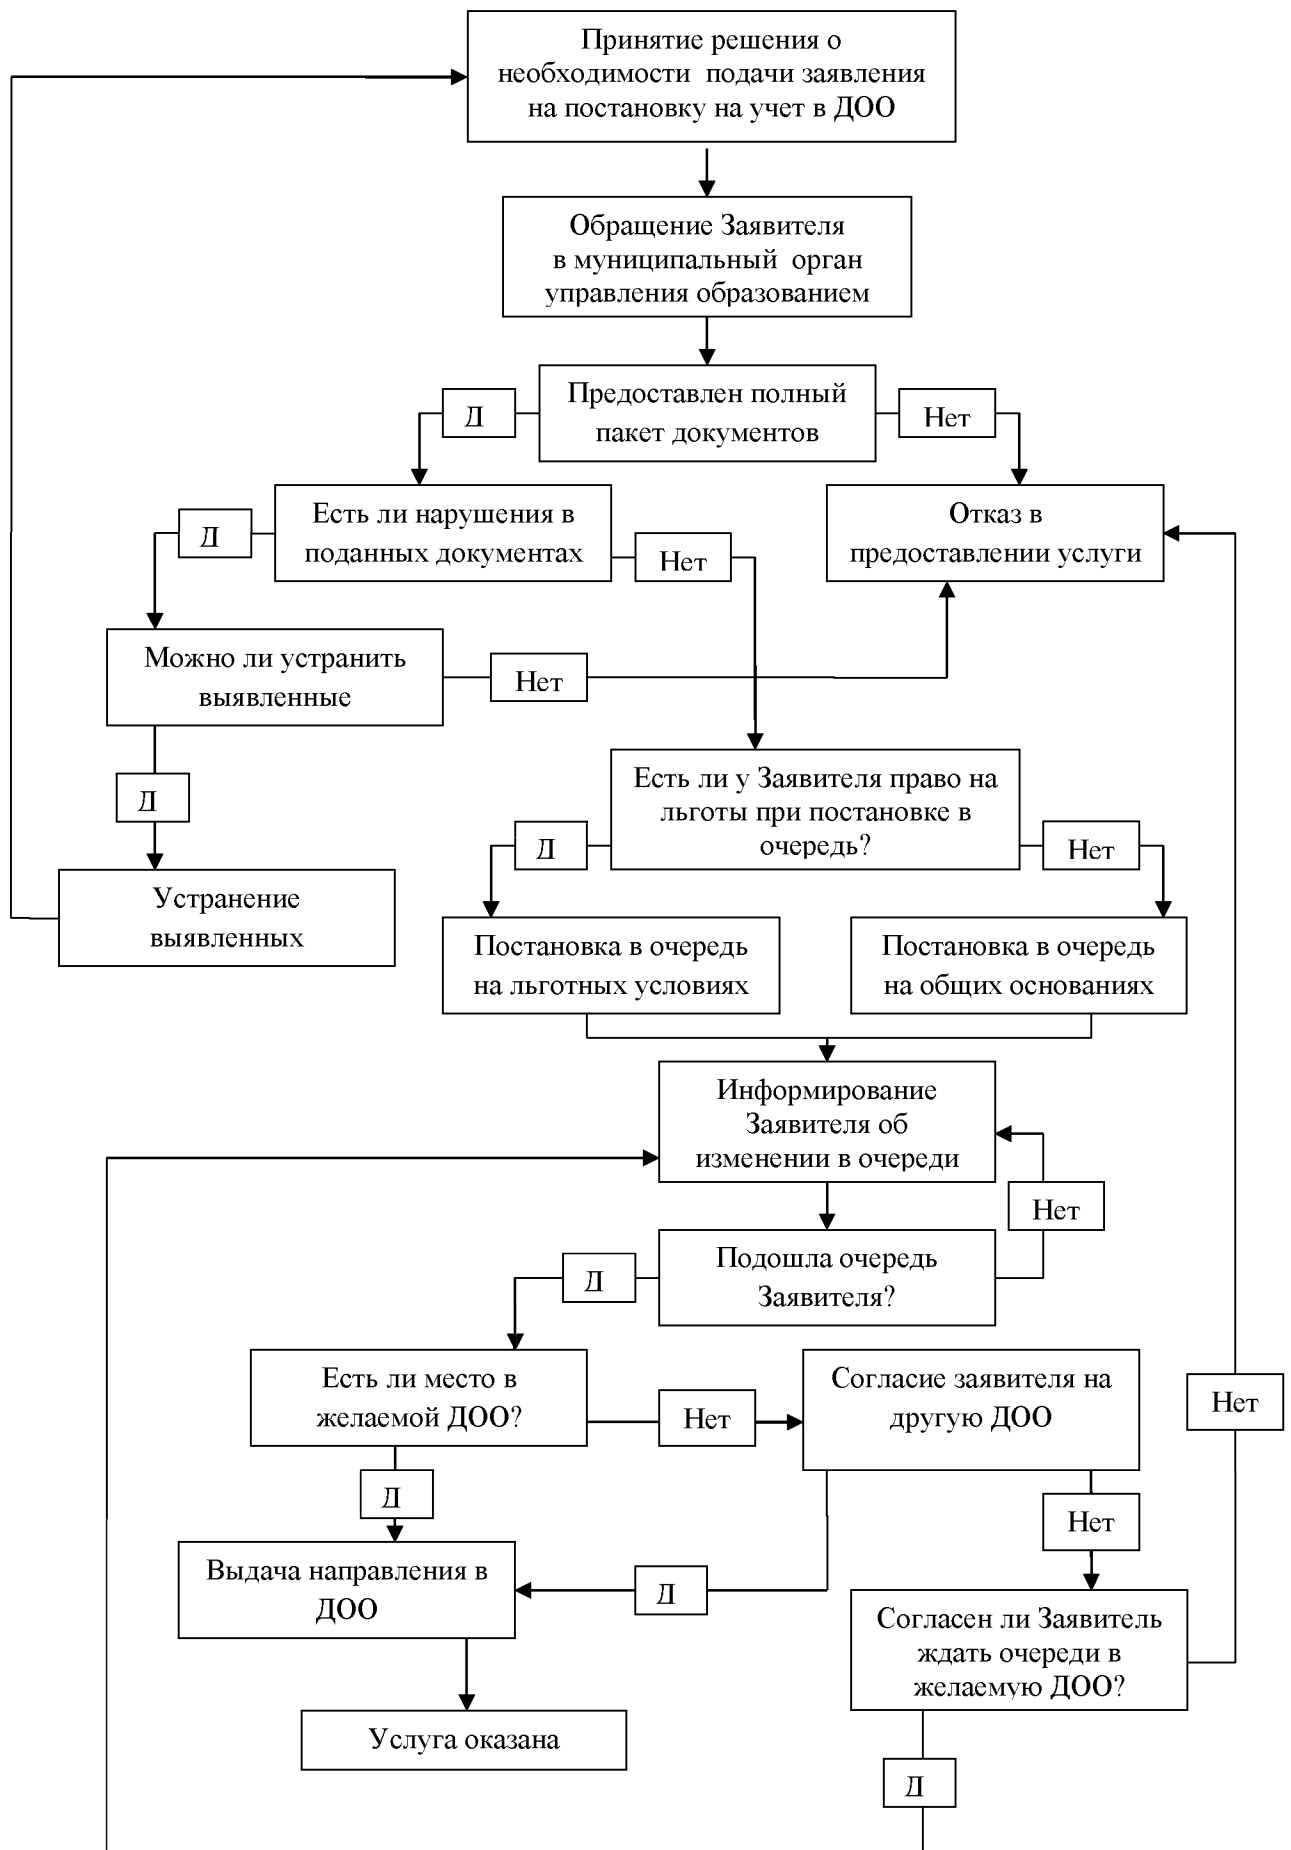 Принятие решения о
необходимости подачи заявления
на постановку на учет в ДОО
Обращение Заявителя
в муниципальный орган
управления образованием
Предоставлен полный
пакет документов
Д
Нет
Есть ли нарушения в
поданных документах
Отказ в
предоставлении услуги
Д
Нет
Можно ли устранить
выявленные
Нет
Д
Есть ли у Заявителя право на
льготы при постановке в
очередь?
Д
Нет
Устранение
выявленных
Постановка в очередь
на льготных условиях
Постановка в очередь
на общих основаниях
Информирование
Заявителя об
изменении в очереди
Нет
Подошла очередь
Заявителя?
Д
Есть ли место в
желаемой ДОО?
Нет
Согласие заявителя на
другую ДОО
Нет
Д
Нет
Выдача направления в
ДОО
Д
Согласен ли Заявитель
ждать очереди в
желаемую ДОО?
Услуга оказана
Д